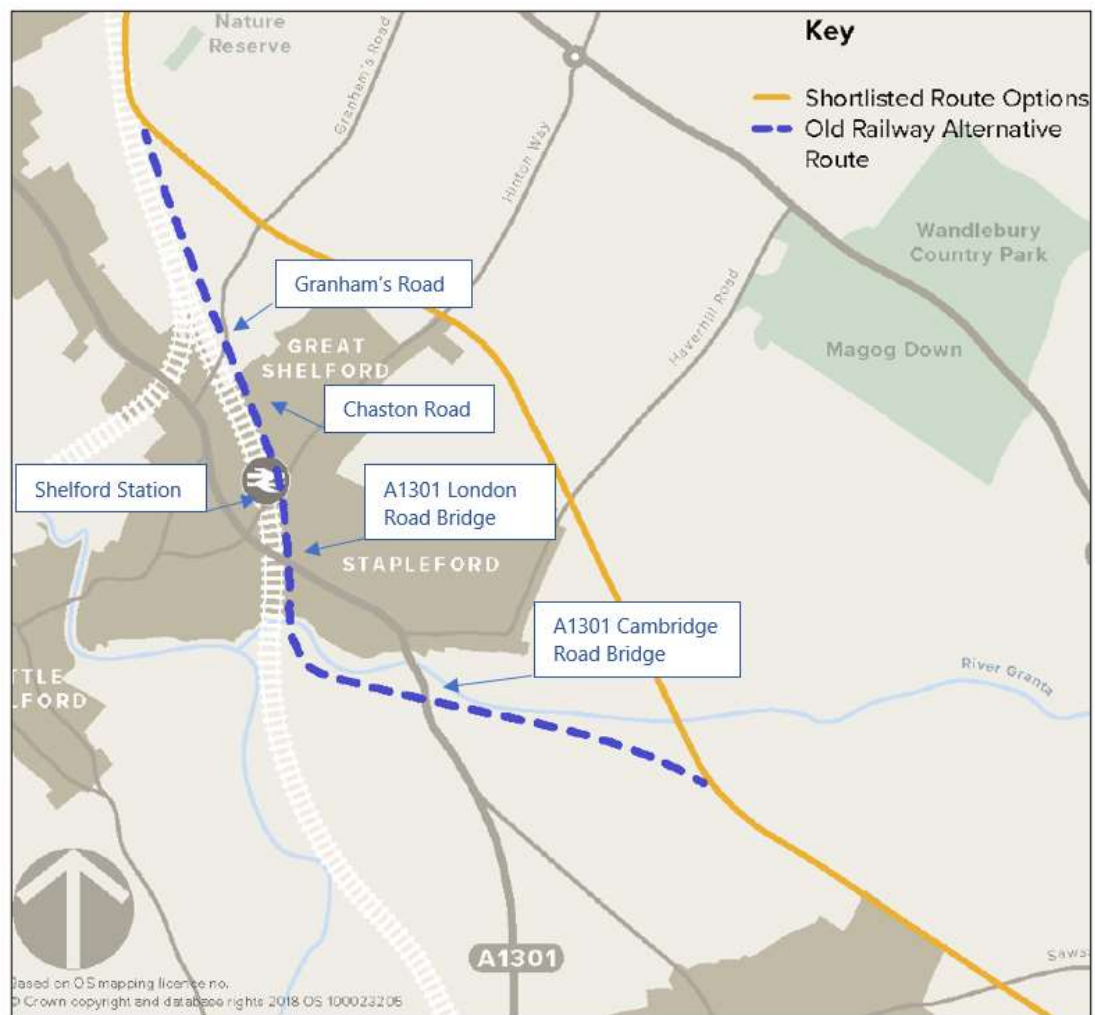 Nature
Reserve
Granham's Road
Hinton Way
Key
Shortlisted Route Options
Old Railway Alternative
Route
Wandlebury
Country Park
Magog Down
Haverhill Road
Granham's Road
GREAT
SHELFORD
Chaston Road
Shelford Station
A1301 London
Road Bridge
STAPLEFORD
A1301 Cambridge
Road Bridge
River Granta
TTLE
LFORD
A1301
Saws
Based on OS mapping licence no.
© Crown copyright and database rights 2018 OS 100023205